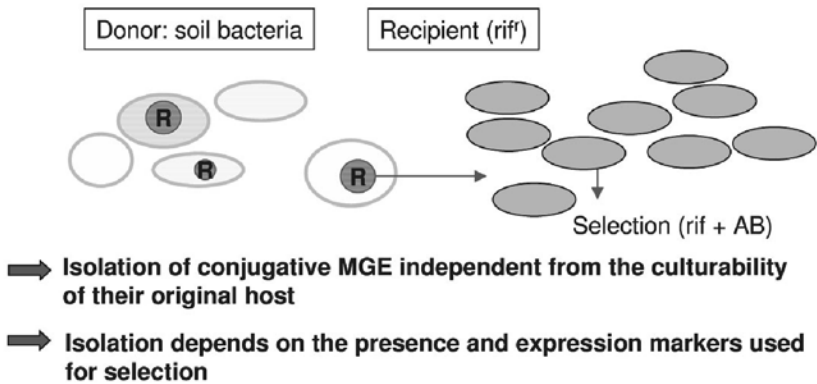 Donor: soil bacteria
Recipient (rifʳ)
R
R
R
Selection (rif + AB)
Isolation of conjugative MGE independent from the culturability
of their original host
Isolation depends on the presence and expression markers used
for selection